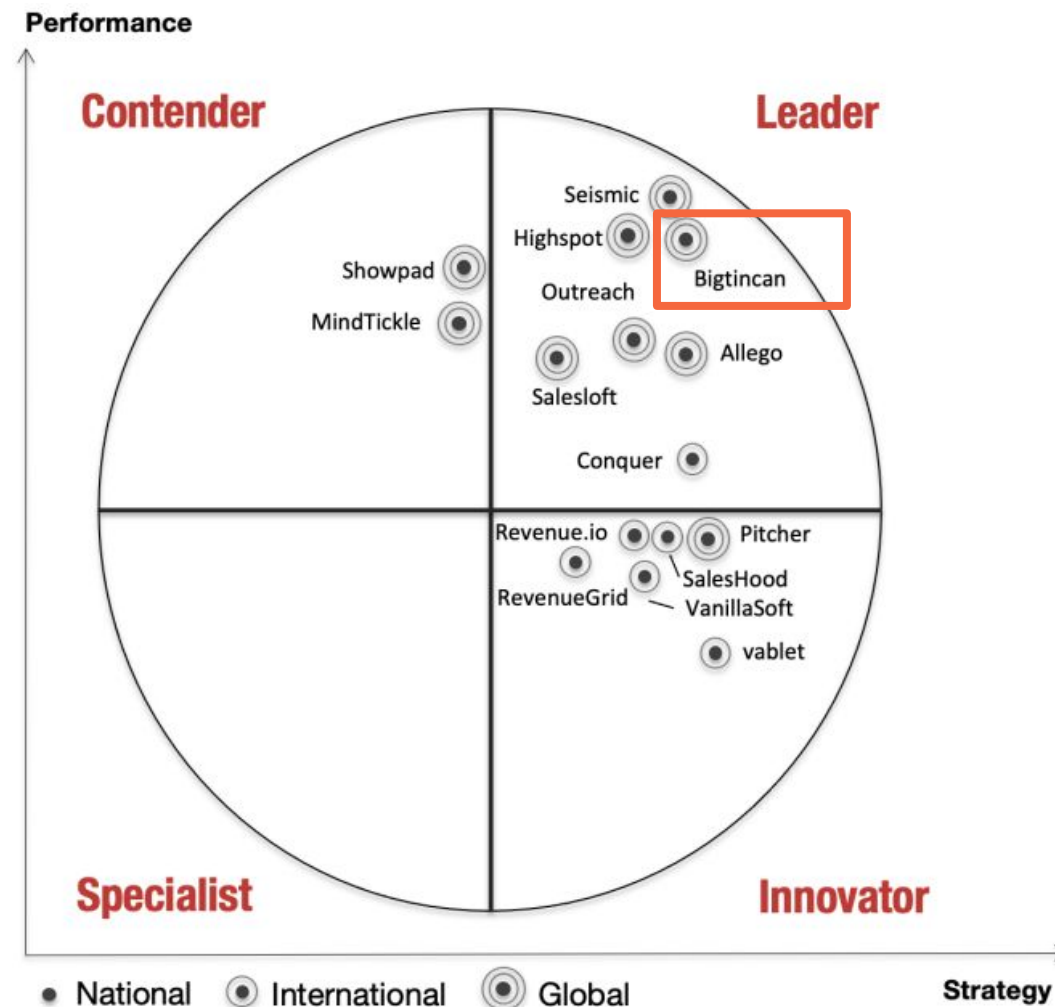 Performance
Contender
Leader
Seismic
Highspot
Bigtincan
Showpad
Outreach
MindTickle
Allego
Salesloft
Conquer
Revenue.io
Pitcher
SalesHood
RevenueGrid
VanillaSoft
vablet
Specialist
Innovator
National
International
Global
Strategy